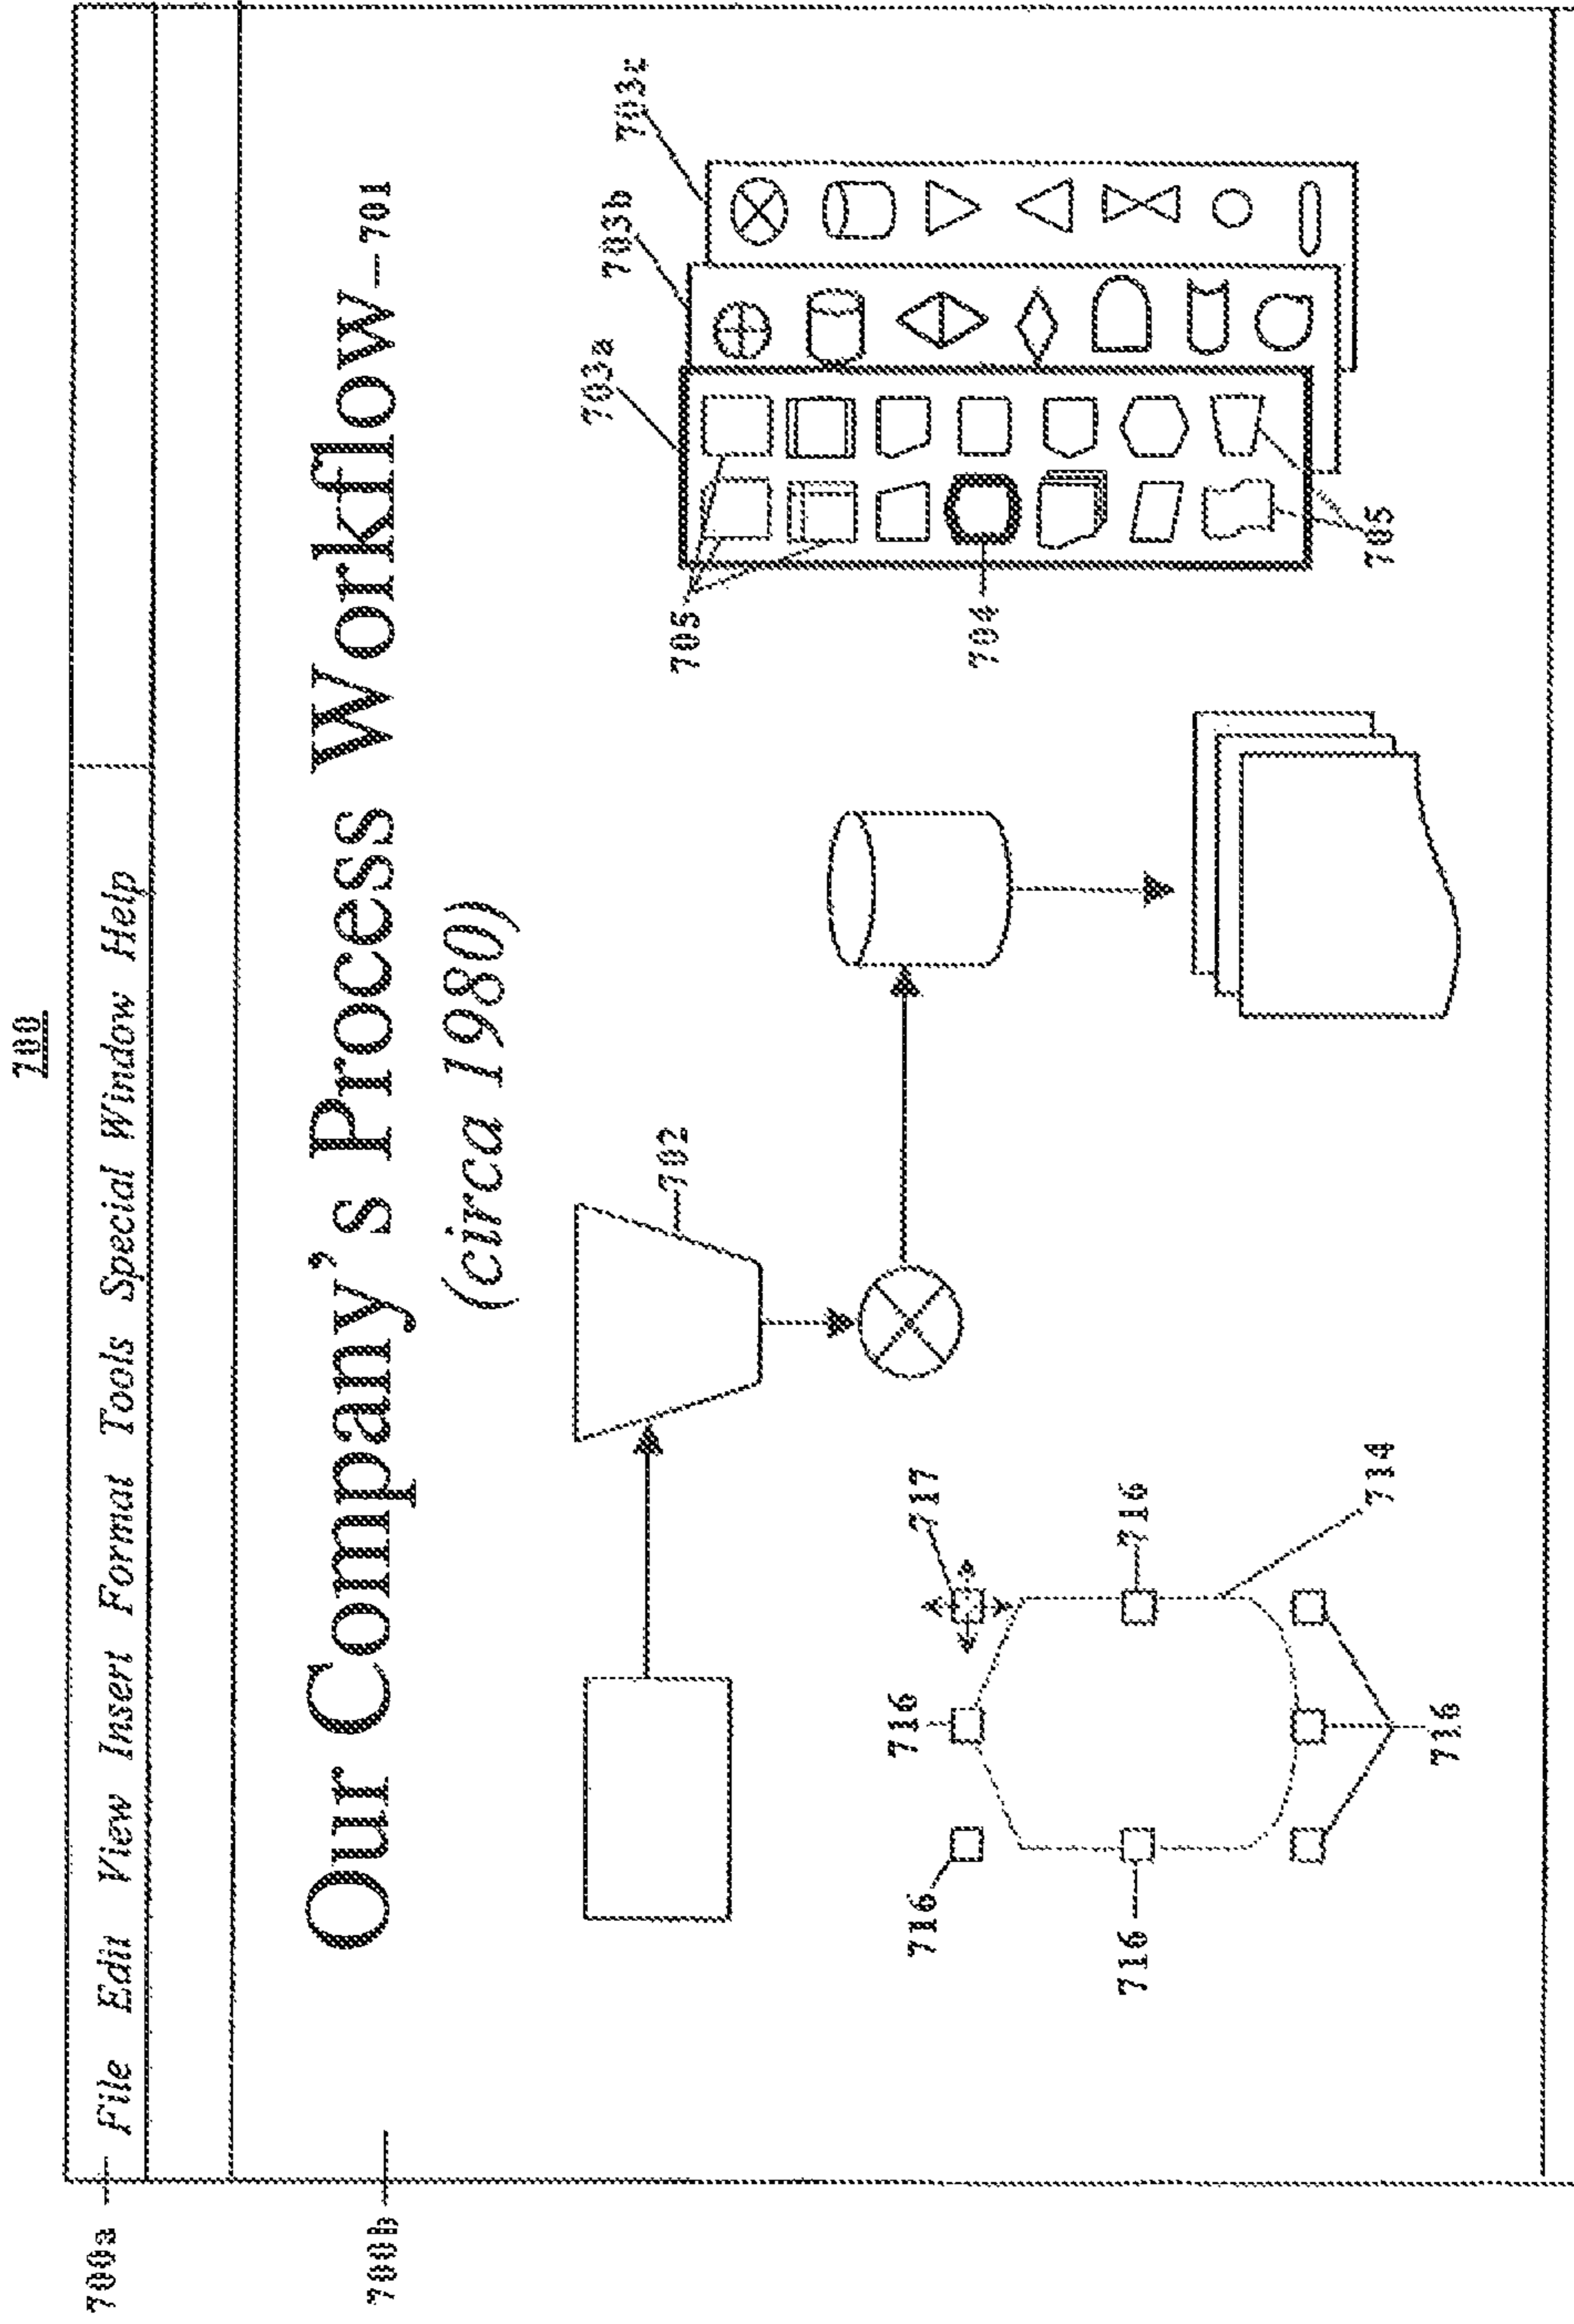 700
700a
File Edit View Insert Format Tools Special Window Help
700b
Our Company's Process Workflow
701
(circa 1980)
702
703a
703b
703c
705
704
705
717
716
716
716
716
714
716